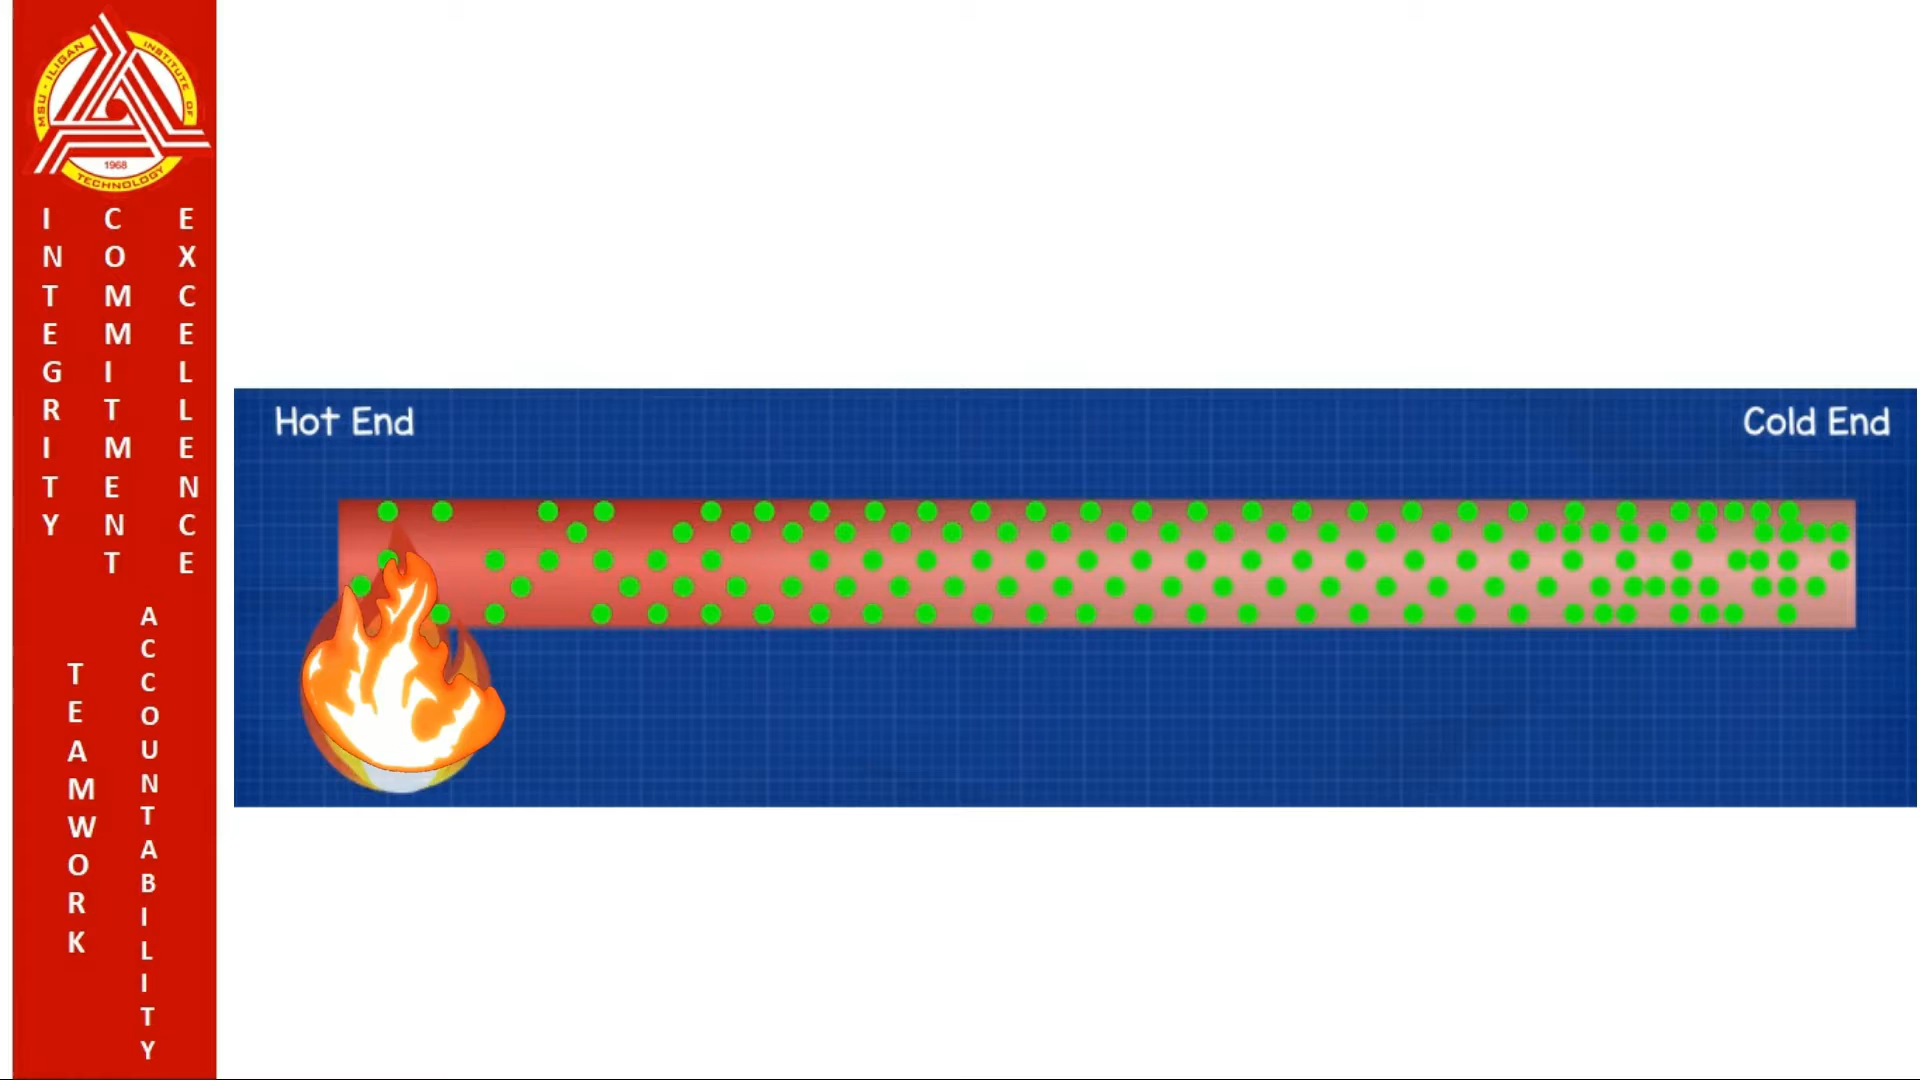 MSU - ILIGAN INSTITUTE OF
1968
TECHNOLOGY
INTEGRITY
COMMITMENT
EXCELLENCE
TEAMWORK
ACCOUNTABILITY
Hot End
Cold End